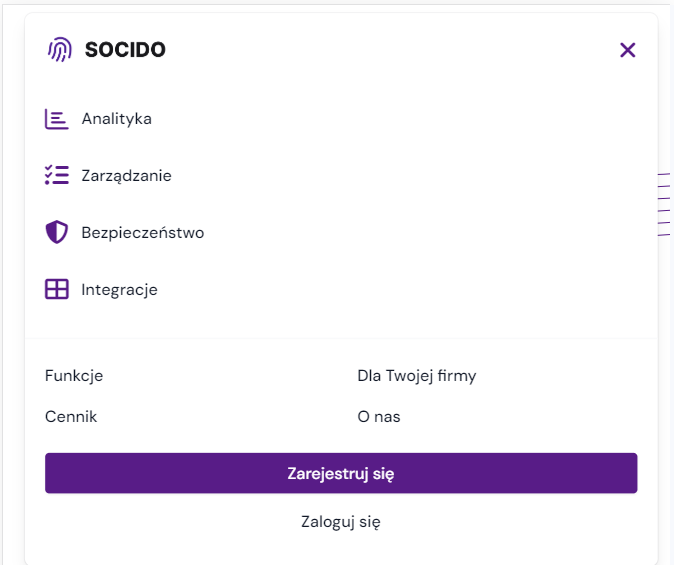 SOCIDO
Analityka
Zarządzanie
Bezpieczeństwo
Integracje
Funkcje
Dla Twojej firmy
Cennik
O nas
Zarejestruj się
Zaloguj się